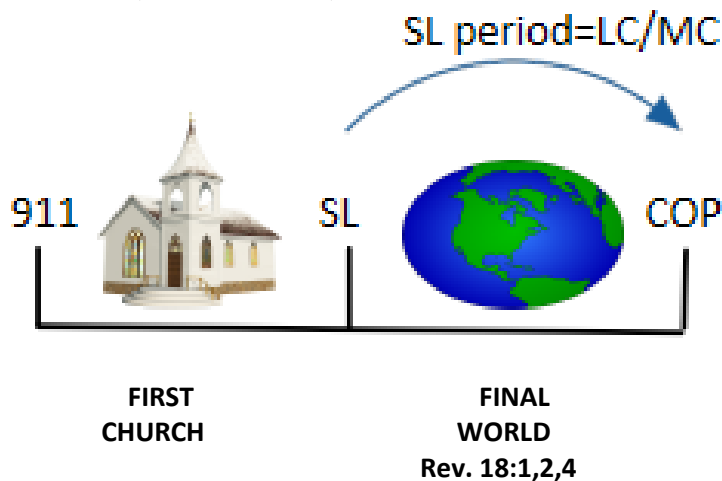 SL period=LC/MC
911 SL COP
FIRST FINAL
CHURCH WORLD
Rev. 18:1,2,4